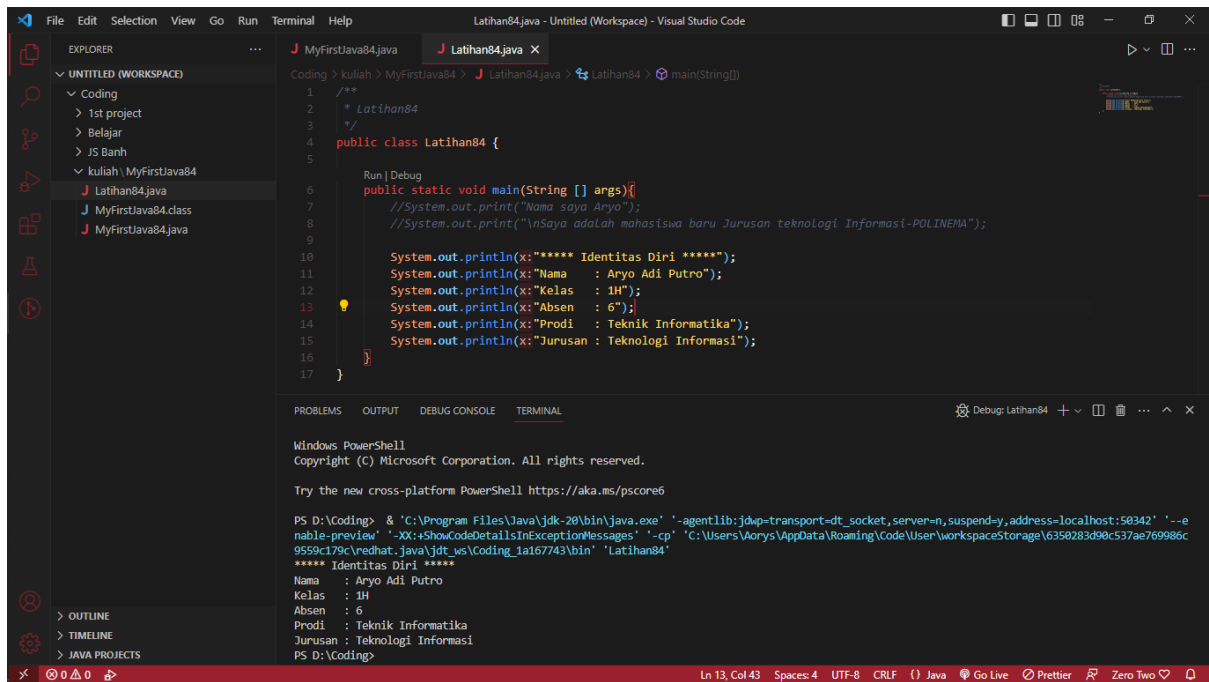 File Edit Selection View Go Run Terminal Help Latihan84.java - Untitled (Workspace) - Visual Studio Code
EXPLORER
UNTITLED (WORKSPACE)
Coding
1st project
Belajar
JS Banh
kuliah \ MyFirstJava84
Latihan84.java
MyFirstJava84.class
MyFirstJava84.java
OUTLINE
TIMELINE
JAVA PROJECTS
MyFirstJava84.java Latihan84.java
Coding > kuliah > MyFirstJava84 > Latihan84.java > Latihan84 > main(String[])
1 /**
2 * Latihan84
3 */
4 public class Latihan84 {
5
Run | Debug
6 public static void main(String [] args){
7 //System.out.print("Nama saya Aryo");
8 //System.out.print("\nSaya adalah mahasiswa baru Jurusan teknologi Informasi-POLINEMA");
9
10 System.out.println(x:"***** Identitas Diri *****");
11 System.out.println(x:"Nama    : Aryo Adi Putro");
12 System.out.println(x:"Kelas   : 1H");
13 System.out.println(x:"Absen   : 6");
14 System.out.println(x:"Prodi   : Teknik Informatika");
15 System.out.println(x:"Jurusan : Teknologi Informasi");
16 }
17 }
PROBLEMS OUTPUT DEBUG CONSOLE TERMINAL Debug: Latihan84
Windows PowerShell
Copyright (C) Microsoft Corporation. All rights reserved.
Try the new cross-platform PowerShell https://aka.ms/pscore6
PS D:\Coding>  & 'C:\Program Files\Java\jdk-20\bin\java.exe' '-agentlib:jdwp=transport=dt_socket,server=n,suspend=y,address=localhost:50342' '--e
nable-preview' '-XX:+ShowCodeDetailsInExceptionMessages' '-cp' 'C:\Users\Aorys\AppData\Roaming\Code\User\workspaceStorage\6350283d90c537ae769986c
9559c179c\redhat.java\jdt_ws\Coding_1a167743\bin' 'Latihan84'
***** Identitas Diri *****
Nama    : Aryo Adi Putro
Kelas   : 1H
Absen   : 6
Prodi   : Teknik Informatika
Jurusan : Teknologi Informasi
PS D:\Coding>
0 0 Ln 13, Col 43 Spaces: 4 UTF-8 CRLF {} Java Go Live Prettier Zero Two♡